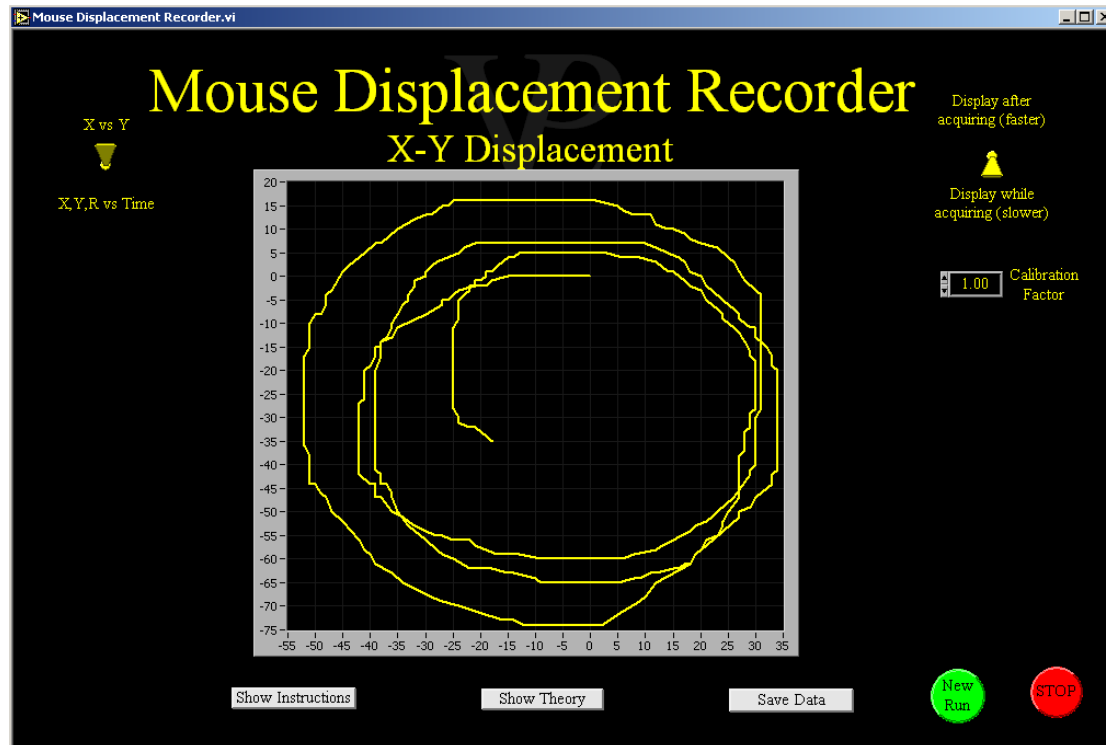 Mouse Displacement Recorder.vi
Mouse Displacement Recorder
X-Y Displacement
X vs Y
X,Y,R vs Time
Display after
acquiring (faster)
Display while
acquiring (slower)
1.00
Calibration
Factor
20
15
10
5
0
-5
-10
-15
-20
-25
-30
-35
-40
-45
-50
-55
-60
-65
-70
-75
-55 -50 -45 -40 -35 -30 -25 -20 -15 -10 -5 0 5 10 15 20 25 30 35
Show Instructions
Show Theory
Save Data
New
Run
STOP